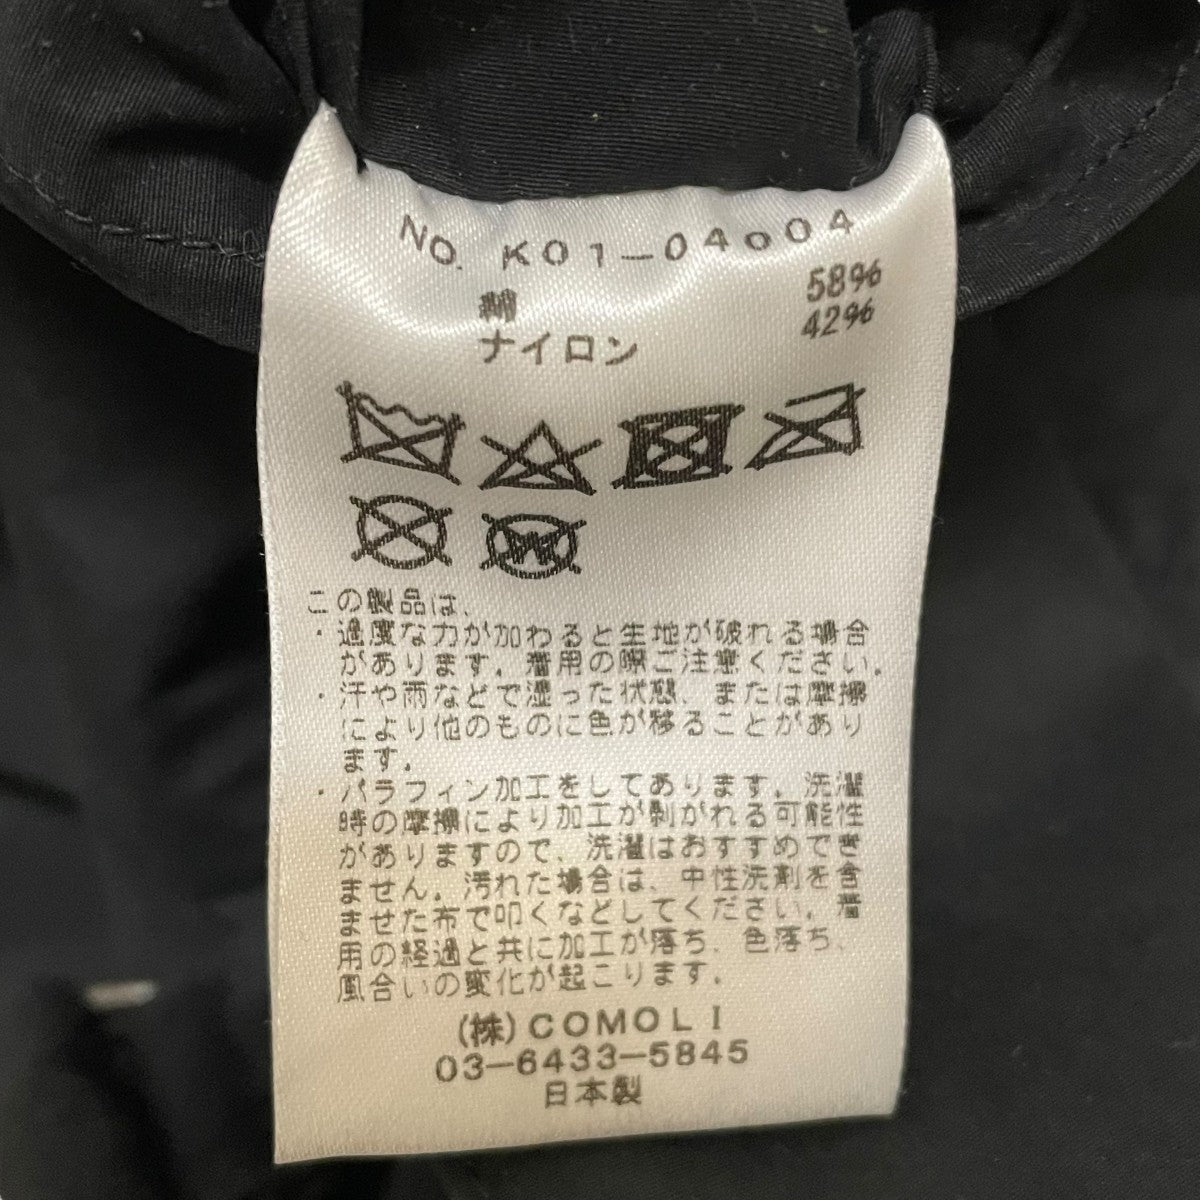 NO. K01-04004
綿 58%
ナイロン 42%
W
この製品は、
・過度な力が加わると生地が破れる場合
があります。着用の際ご注意ください。
・汗や雨などで湿った状態、または摩擦
により他のものに色が移ることがあり
ます。
・パラフィン加工をしてあります。洗濯
時の摩擦により加工が剥がれる可能性
がありますので、洗濯はおすすめでき
ません。汚れた場合は、中性洗剤を含
ませた布で叩くなどしてください。着
用の経過と共に加工が落ち、色落ち、
風合いの変化が起こります。
(株)COMOLI
03-6433-5845
日本製